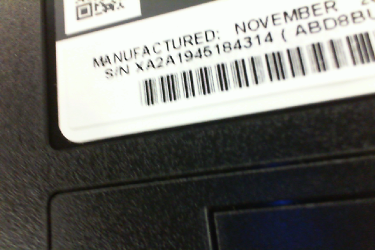 MANUFACTURED: NOVEMBER
S/N XA2A1945184314 ( ABD8BU